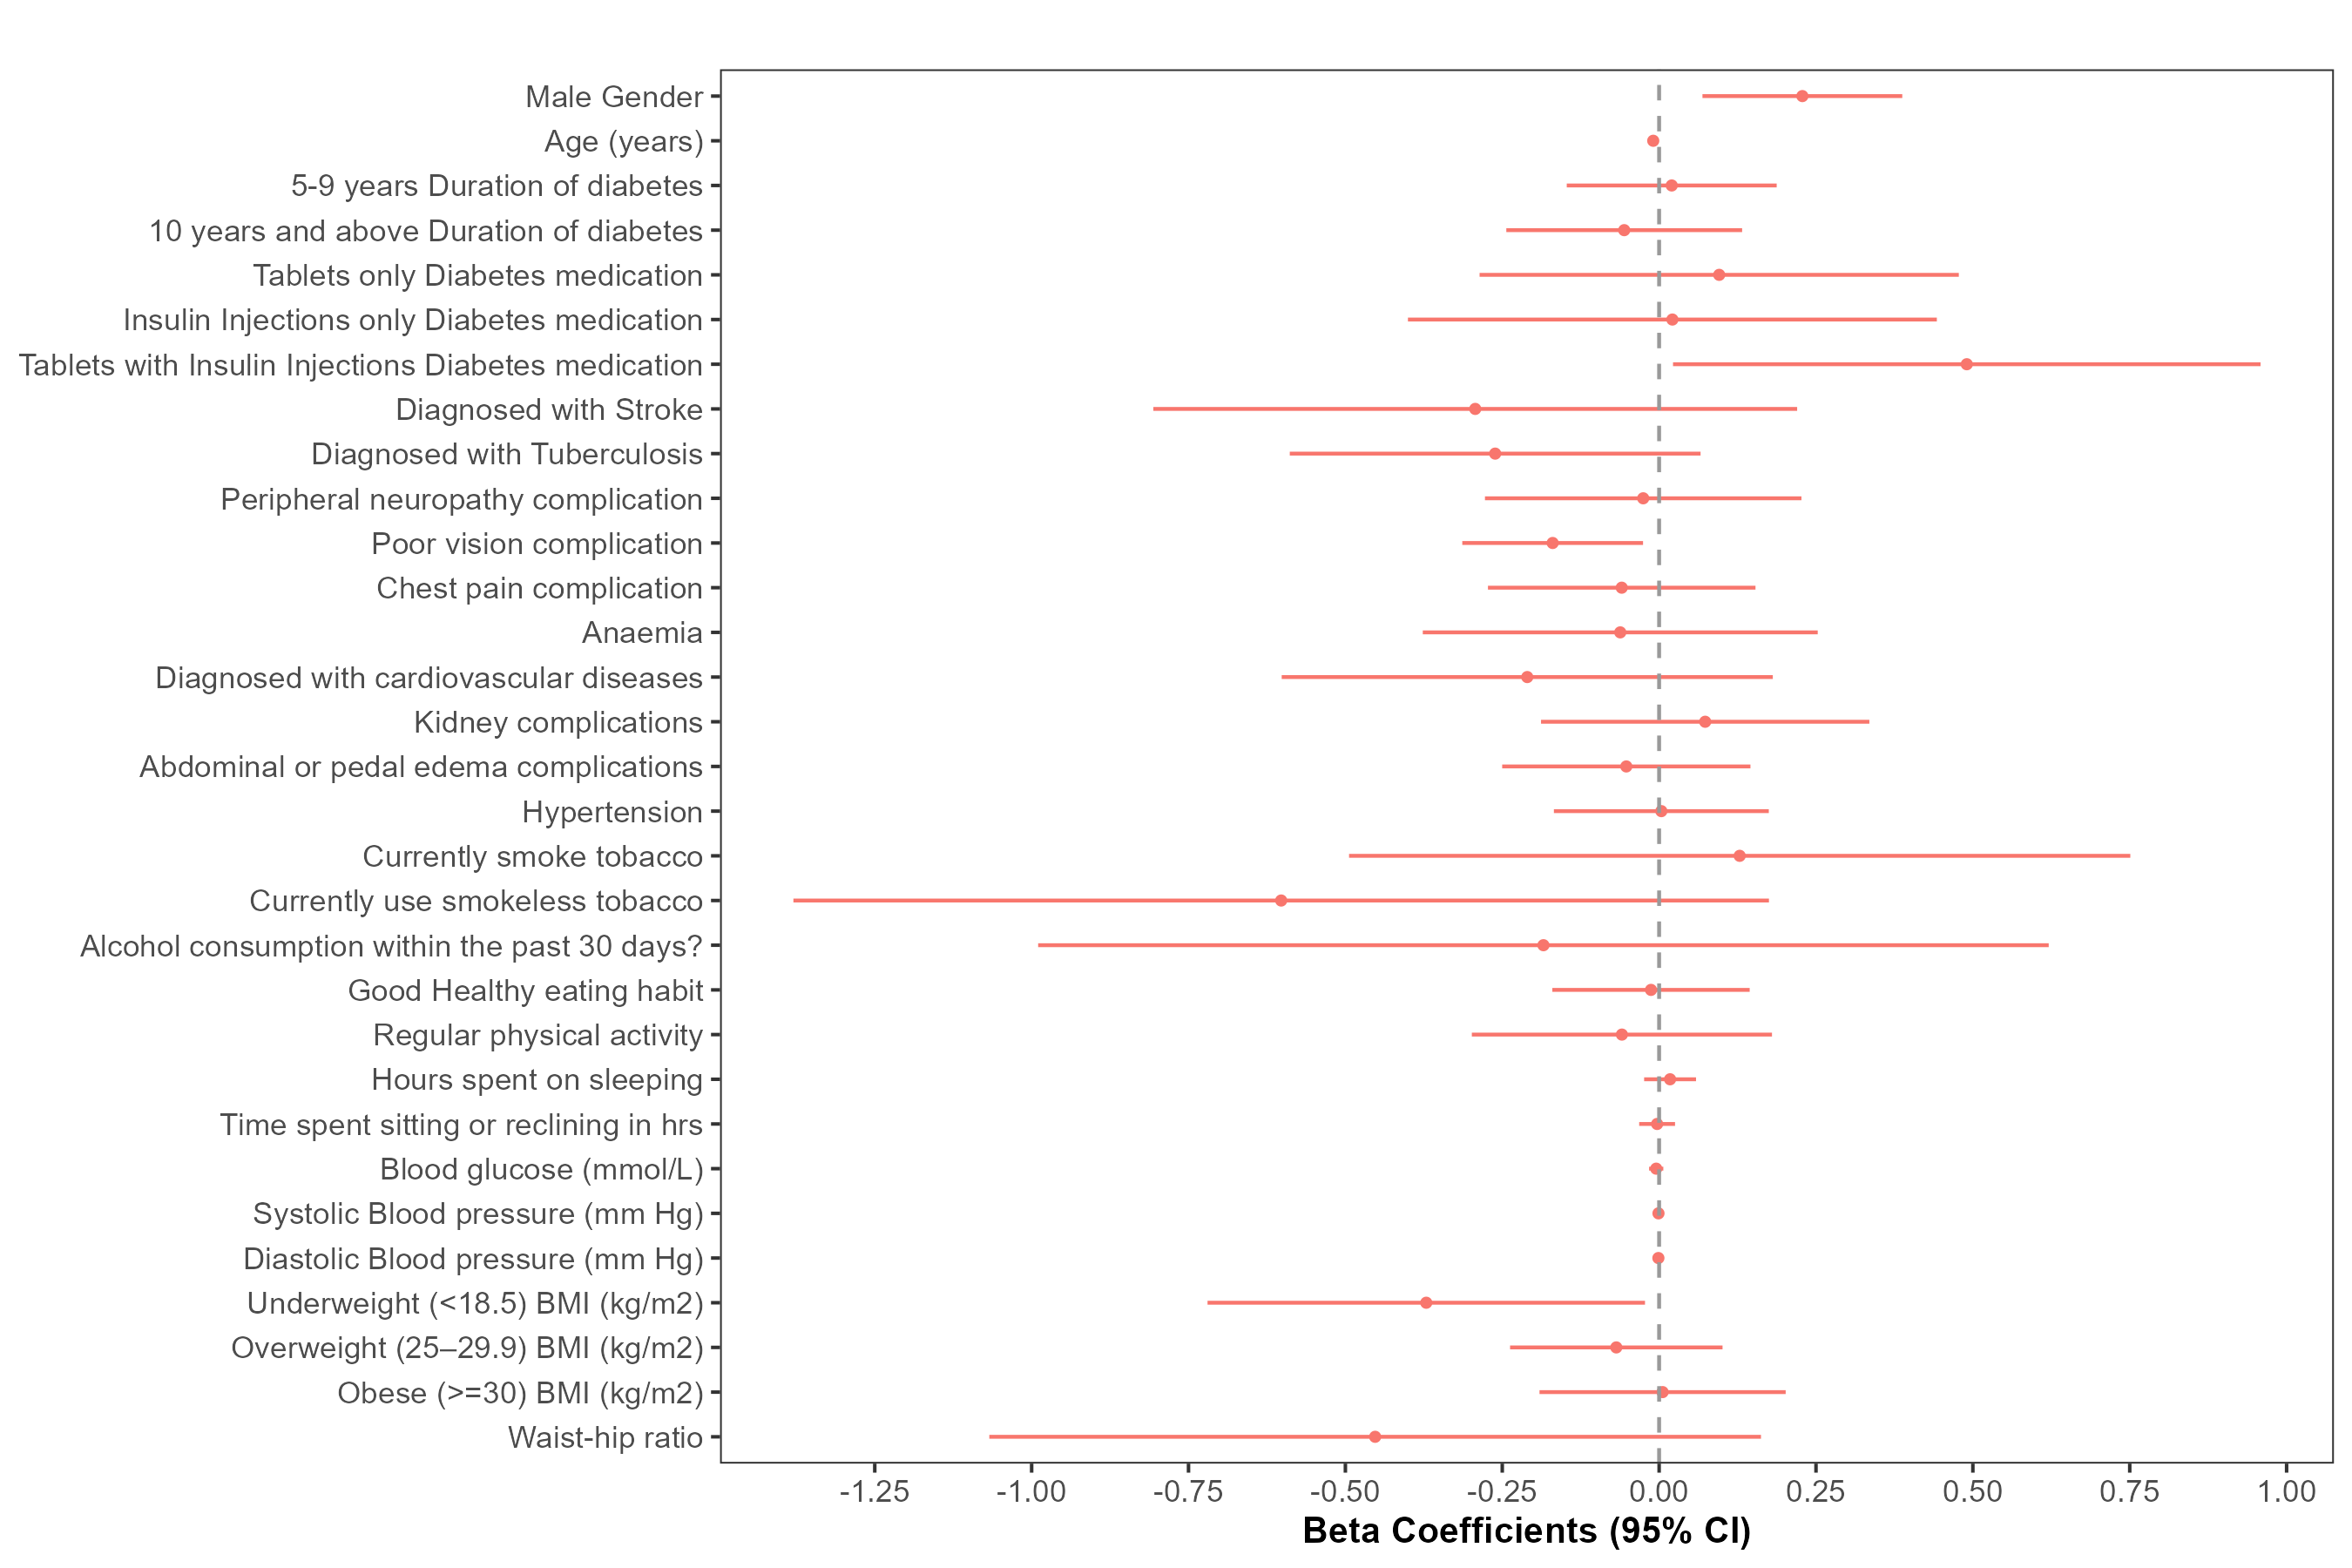 Male Gender
Age (years)
5-9 years Duration of diabetes
10 years and above Duration of diabetes
Tablets only Diabetes medication
Insulin Injections only Diabetes medication
Tablets with Insulin Injections Diabetes medication
Diagnosed with Stroke
Diagnosed with Tuberculosis
Peripheral neuropathy complication
Poor vision complication
Chest pain complication
Anaemia
Diagnosed with cardiovascular diseases
Kidney complications
Abdominal or pedal edema complications
Hypertension
Currently smoke tobacco
Currently use smokeless tobacco
Alcohol consumption within the past 30 days?
Good Healthy eating habit
Regular physical activity
Hours spent on sleeping
Time spent sitting or reclining in hrs
Blood glucose (mmol/L)
Systolic Blood pressure (mm Hg)
Diastolic Blood pressure (mm Hg)
Underweight (<18.5) BMI (kg/m2)
Overweight (25–29.9) BMI (kg/m2)
Obese (>=30) BMI (kg/m2)
Waist-hip ratio
-1.25 -1.00 -0.75 -0.50 -0.25 0.00 0.25 0.50 0.75 1.00
Beta Coefficients (95% CI)